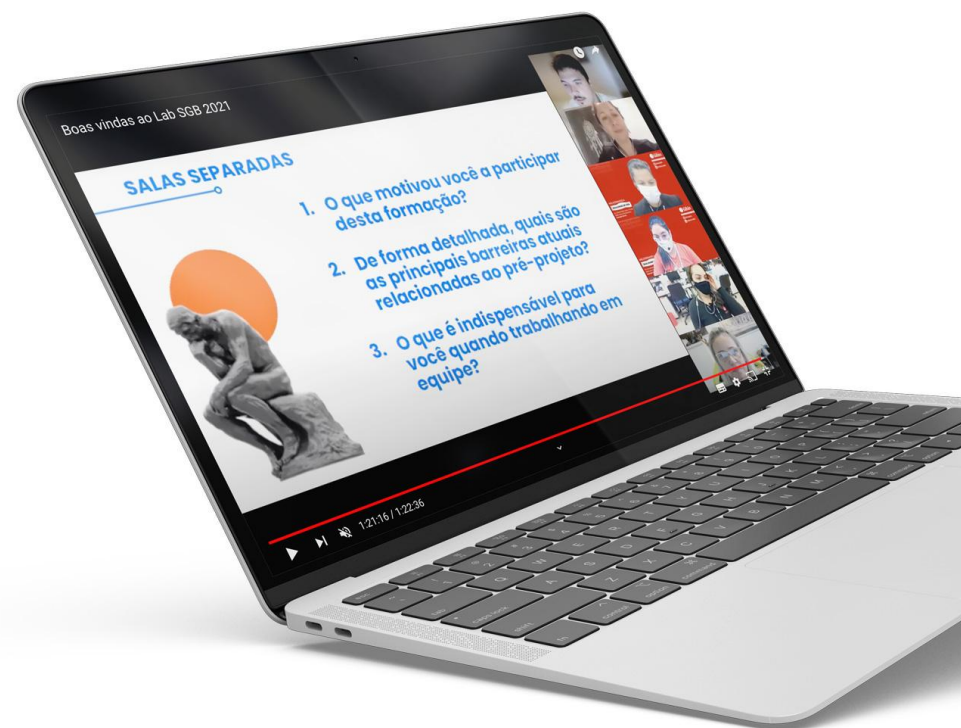 Boas vindas ao Lab SGB 2021
SALAS SEPARADAS
1. O que motivou você a participar
desta formação?
2. De forma detalhada, quais são
as principais barreiras atuais
relacionadas ao pré-projeto?
3. O que é indispensável para
você quando trabalhando em
equipe?
1:21:16 / 1:22:36